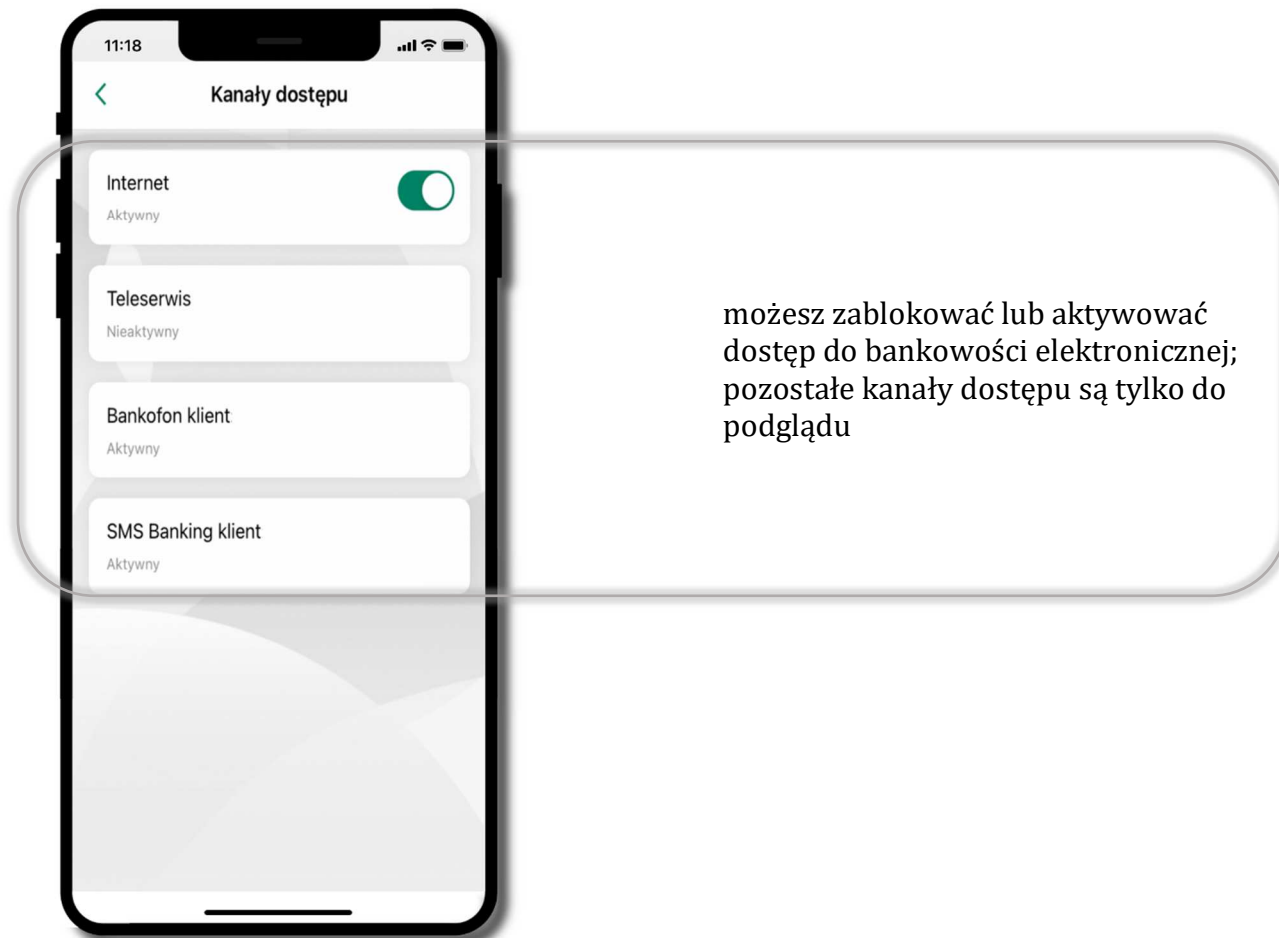 11:18
Kanały dostępu
Internet
Aktywny
Teleserwis
Nieaktywny
Bankofon klient
Aktywny
SMS Banking klient
Aktywny
możesz zablokować lub aktywować
dostęp do bankowości elektronicznej;
pozostałe kanały dostępu są tylko do
podglądu